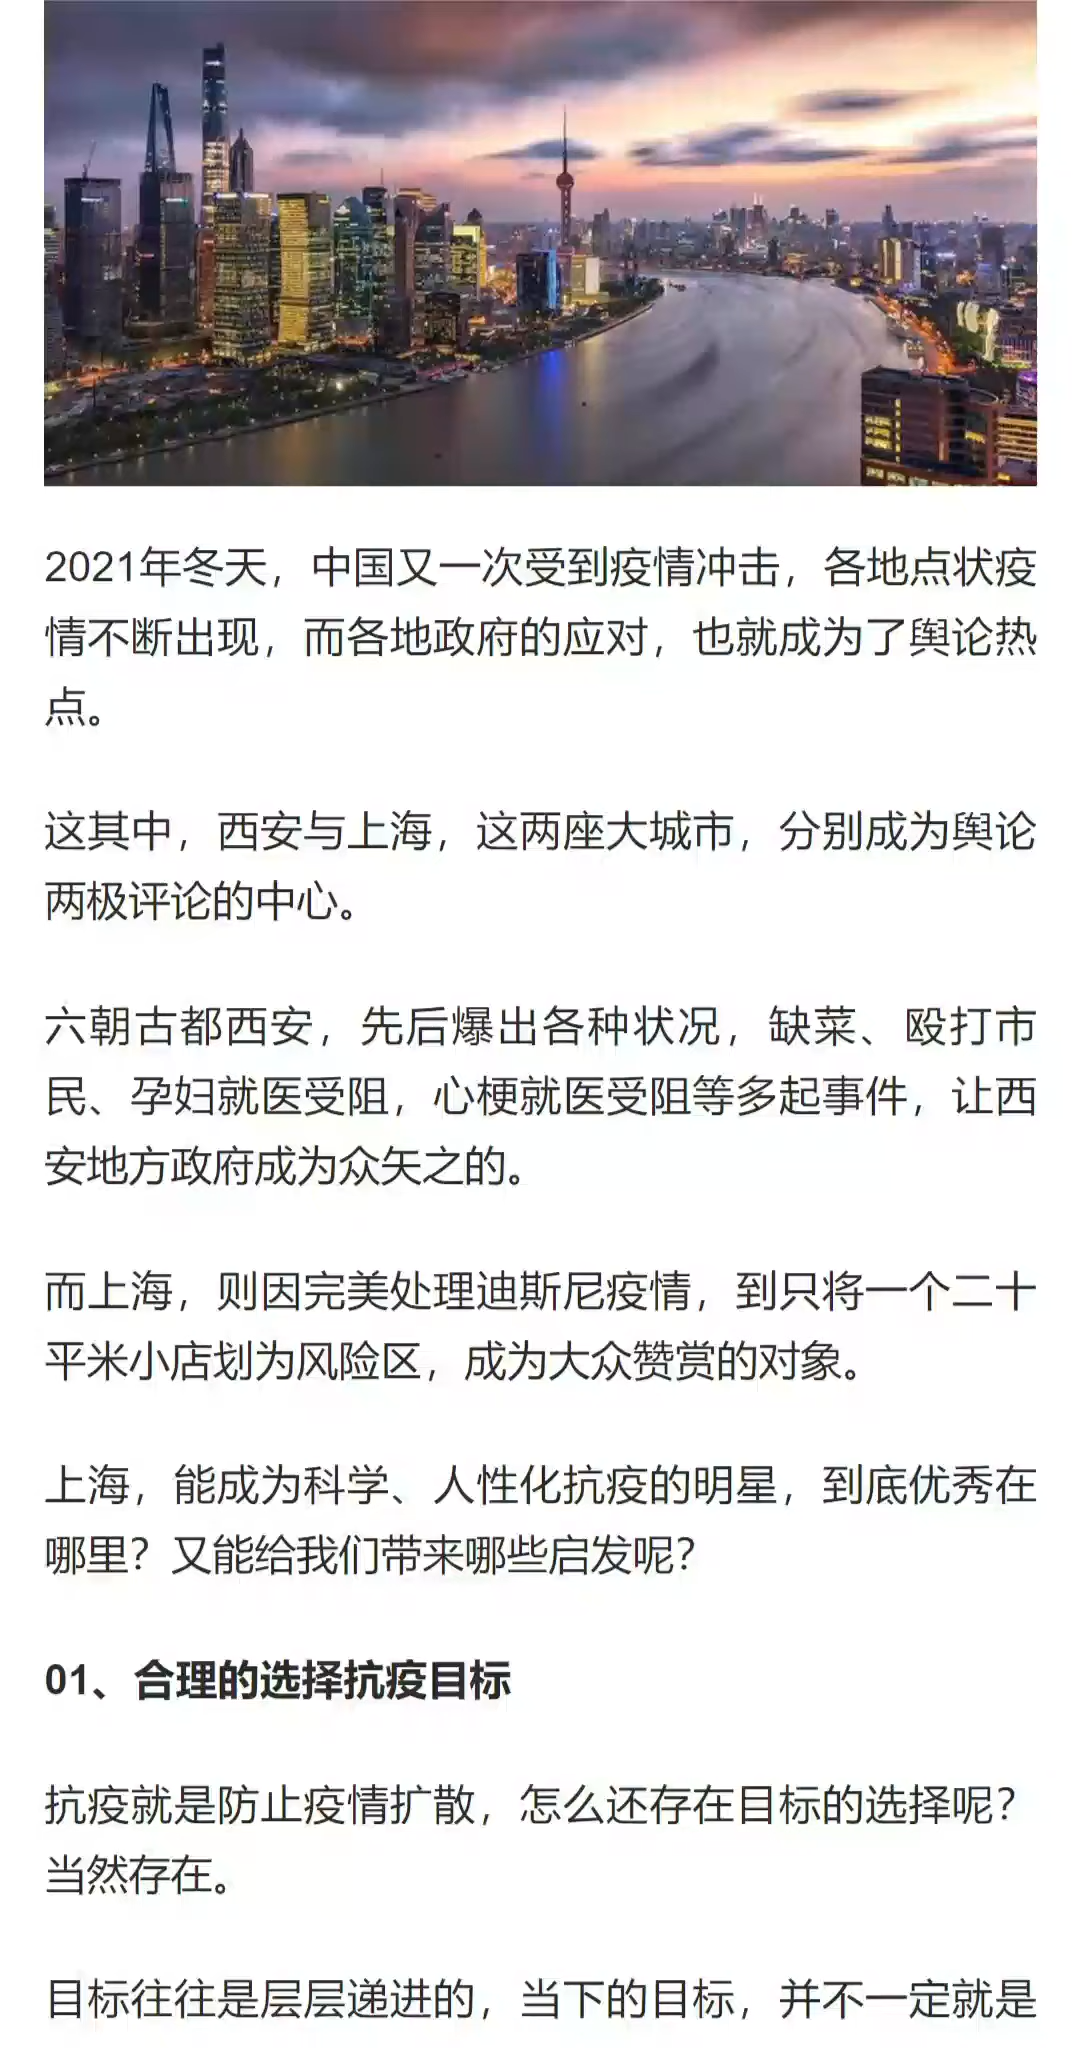 2021年冬天，中国又一次受到疫情冲击，各地点状疫
情不断出现，而各地政府的应对，也就成为了舆论热
点。
这其中，西安与上海，这两座大城市，分别成为舆论
两极评论的中心。
六朝古都西安，先后爆出各种状况，缺菜、殴打市
民、孕妇就医受阻，心梗就医受阻等多起事件，让西
安地方政府成为众矢之的。
而上海，则因完美处理迪斯尼疫情，到只将一个二十
平米小店划为风险区，成为大众赞赏的对象。
上海，能成为科学、人性化抗疫的明星，到底优秀在
哪里？又能给我们带来哪些启发呢？
01、合理的选择抗疫目标
抗疫就是防止疫情扩散，怎么还存在目标的选择呢？
当然存在。
目标往往是层层递进的，当下的目标，并不一定就是